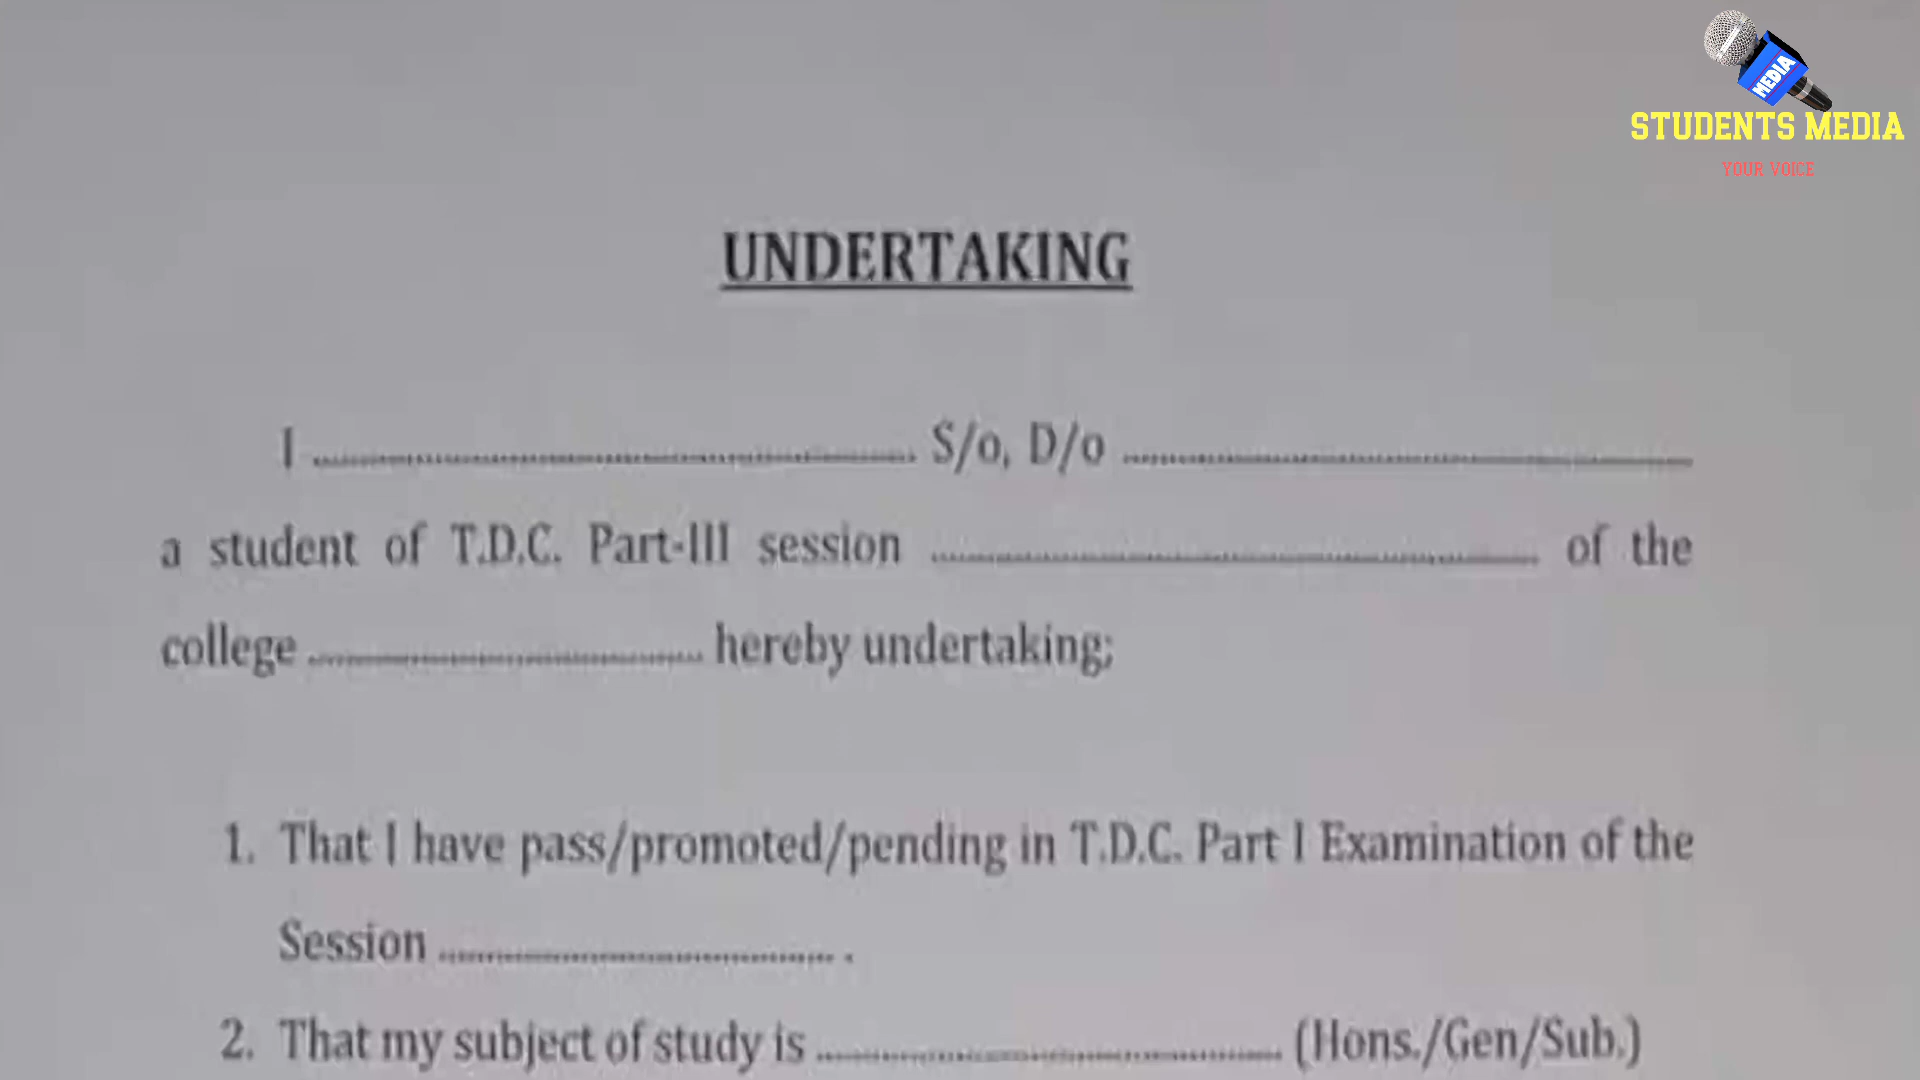 MEDIA
STUDENTS MEDIA
YOUR VOICE
UNDERTAKING
I ........................................ S/o, D/o ........................................
a student of T.D.C. Part-III session ........................................ of the
college ........................................ hereby undertaking;
1. That I have pass/promoted/pending in T.D.C. Part I Examination of the
Session ........................................ .
2. That my subject of study is ........................................ (Hons./Gen/Sub.)